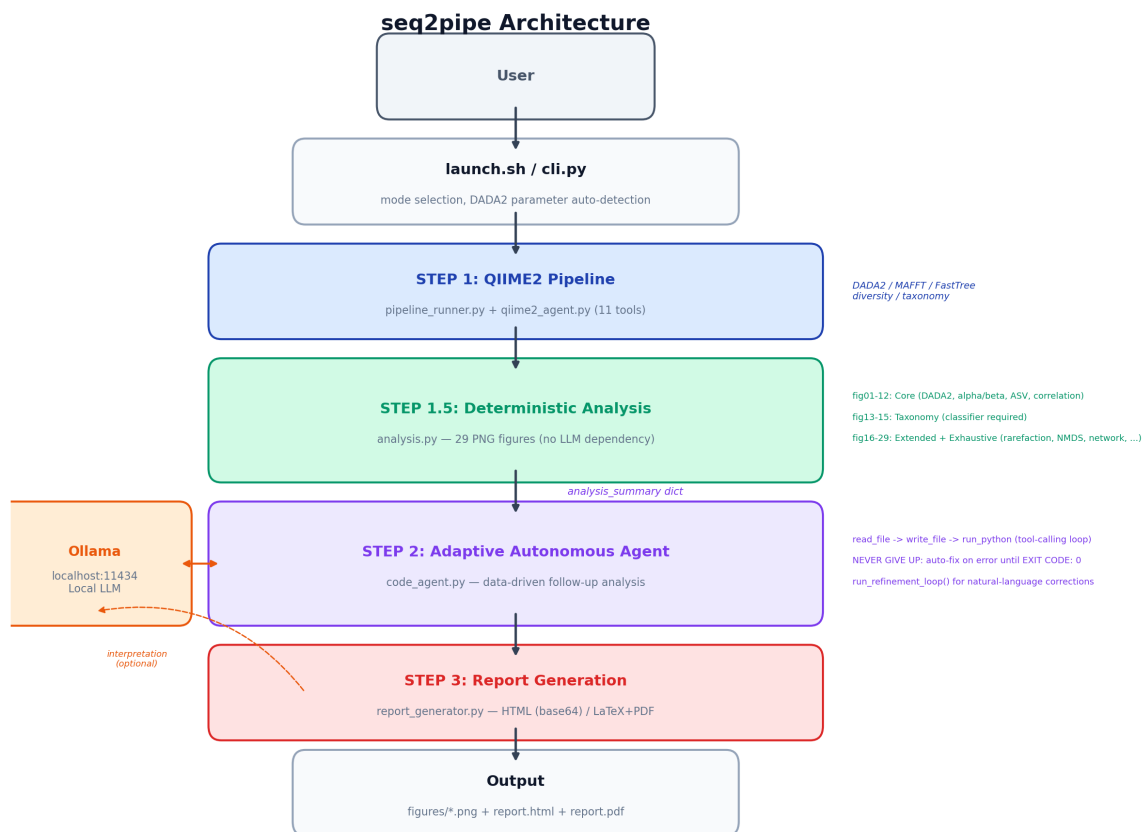 seq2pipe Architecture
User
launch.sh / cli.py
mode selection, DADA2 parameter auto-detection
STEP 1: QIIME2 Pipeline
pipeline_runner.py + qiime2_agent.py (11 tools)
DADA2 / MAFFT / FastTree
diversity / taxonomy
STEP 1.5: Deterministic Analysis
analysis.py — 29 PNG figures (no LLM dependency)
fig01-12: Core (DADA2, alpha/beta, ASV, correlation)
fig13-15: Taxonomy (classifier required)
fig16-29: Extended + Exhaustive (rarefaction, NMDS, network, ...)
analysis_summary dict
Ollama
localhost:11434
Local LLM
STEP 2: Adaptive Autonomous Agent
code_agent.py — data-driven follow-up analysis
read_file -> write_file -> run_python (tool-calling loop)
NEVER GIVE UP: auto-fix on error until EXIT CODE: 0
run_refinement_loop() for natural-language corrections
interpretation
(optional)
STEP 3: Report Generation
report_generator.py — HTML (base64) / LaTeX+PDF
Output
figures/*.png + report.html + report.pdf